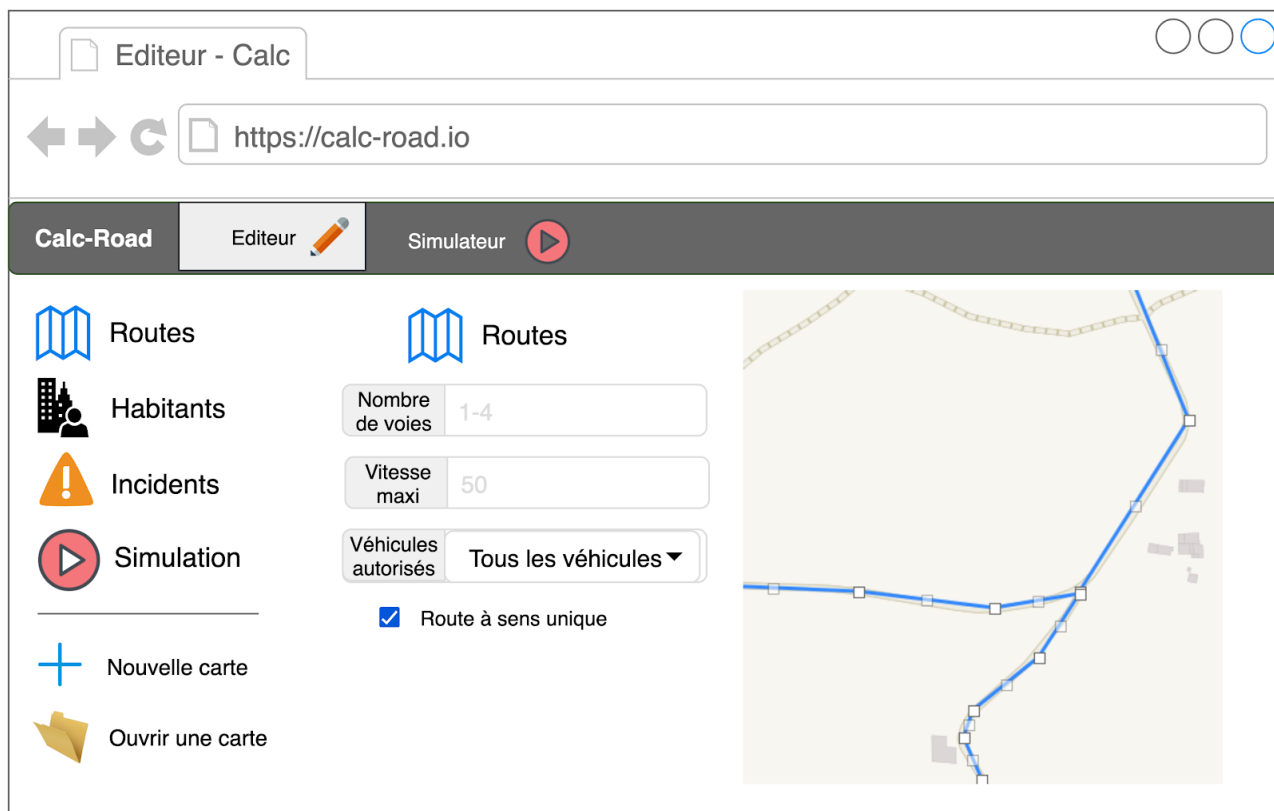 Editeur - Calc
https://calc-road.io
Calc-Road
Editeur
Simulateur
Routes
Habitants
Incidents
Simulation
Nouvelle carte
Ouvrir une carte
Routes
Nombre
de voies
1-4
Vitesse
maxi
50
Véhicules
autorisés
Tous les véhicules
Route à sens unique